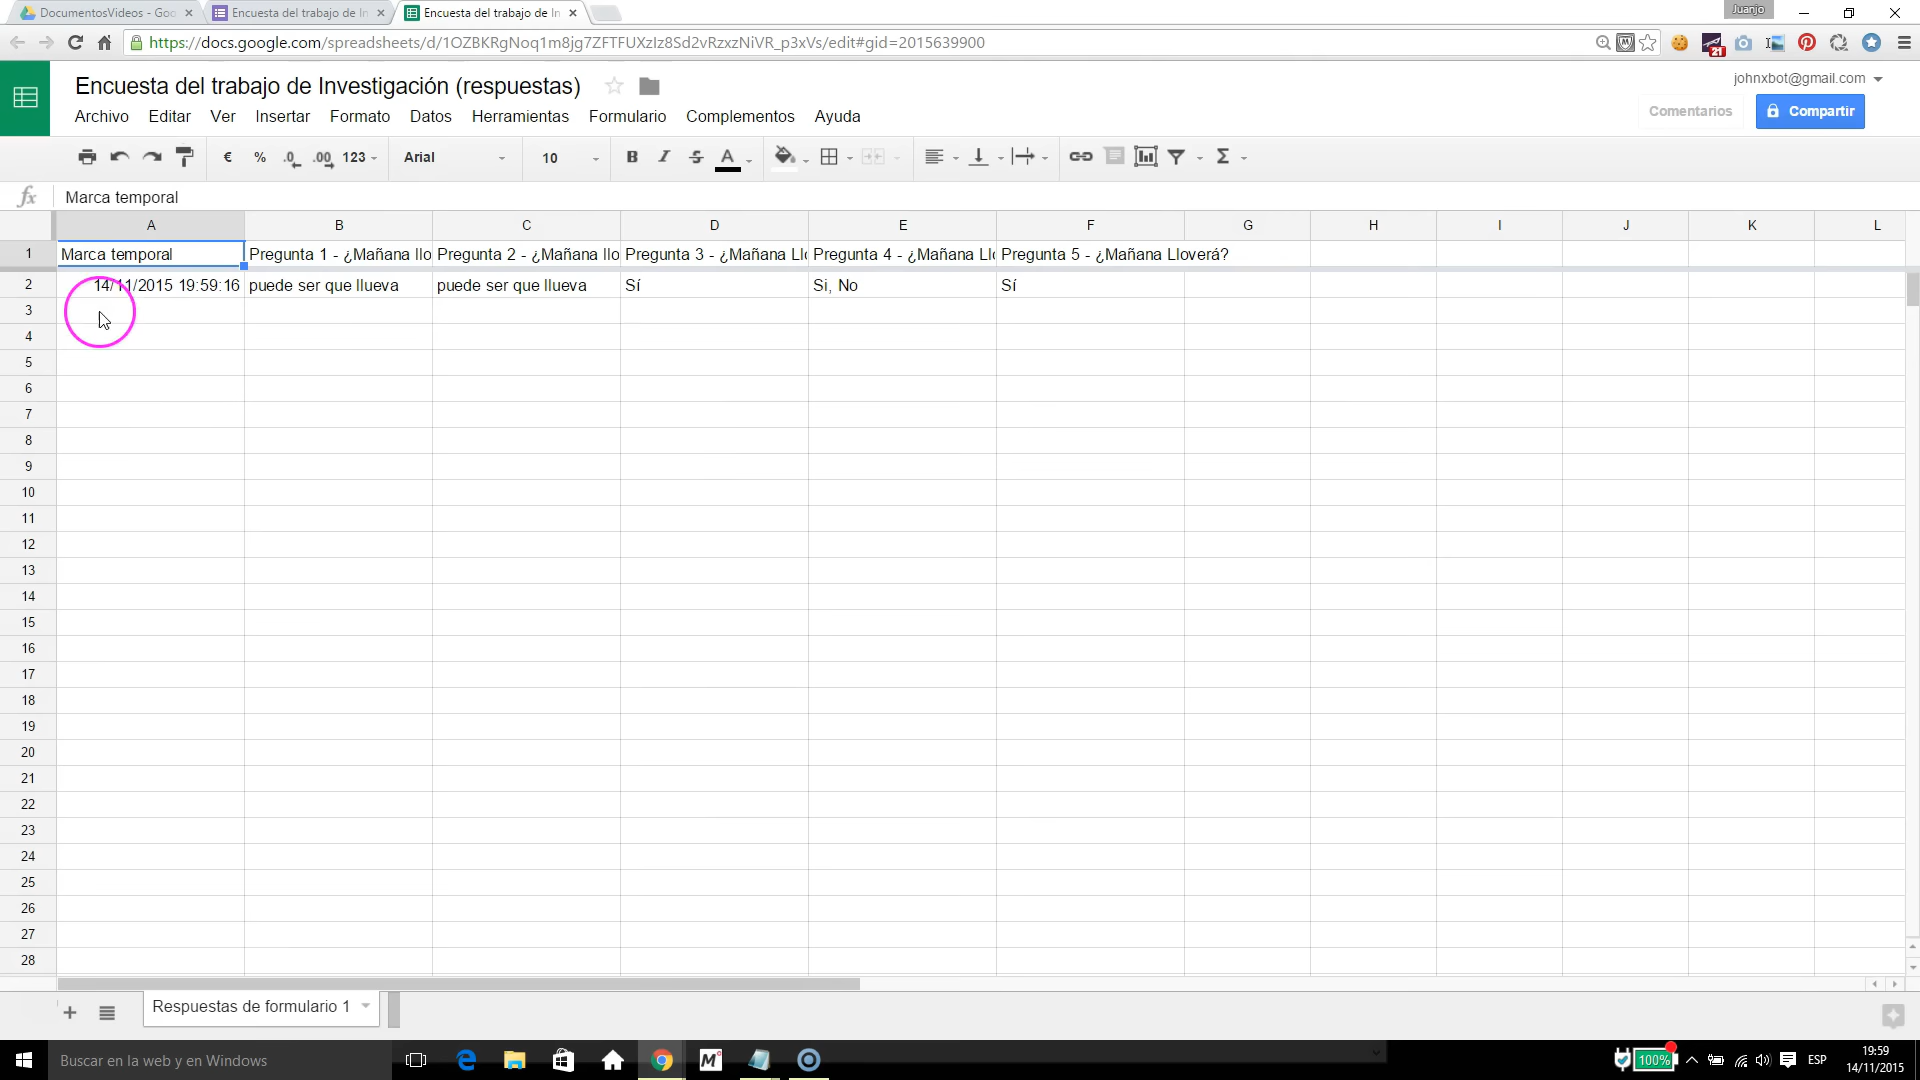 DocumentosVideos - Goo
Encuesta del trabajo de In
Encuesta del trabajo de In
Juanjo
https://docs.google.com/spreadsheets/d/1OZBKRgNoq1m8jg7ZFTFUXzIz8Sd2vRzxzNiVR_p3xVs/edit#gid=2015639900
21
Encuesta del trabajo de Investigación (respuestas)
johnxbot@gmail.com
Archivo Editar Ver Insertar Formato Datos Herramientas Formulario Complementos Ayuda
Comentarios
Compartir
€ % .0 .00 123 Arial 10 B I S A Σ
fx Marca temporal
A B C D E F G H I J K L
1 Marca temporal Pregunta 1 - ¿Mañana llo Pregunta 2 - ¿Mañana llo Pregunta 3 - ¿Mañana Llo Pregunta 4 - ¿Mañana Llo Pregunta 5 - ¿Mañana Lloverá?
2 14/11/2015 19:59:16 puede ser que llueva puede ser que llueva Sí Si, No Sí
3
4
5
6
7
8
9
10
11
12
13
14
15
16
17
18
19
20
21
22
23
24
25
26
27
28
+ Respuestas de formulario 1
Buscar en la web y en Windows
100%
ESP
19:59
14/11/2015